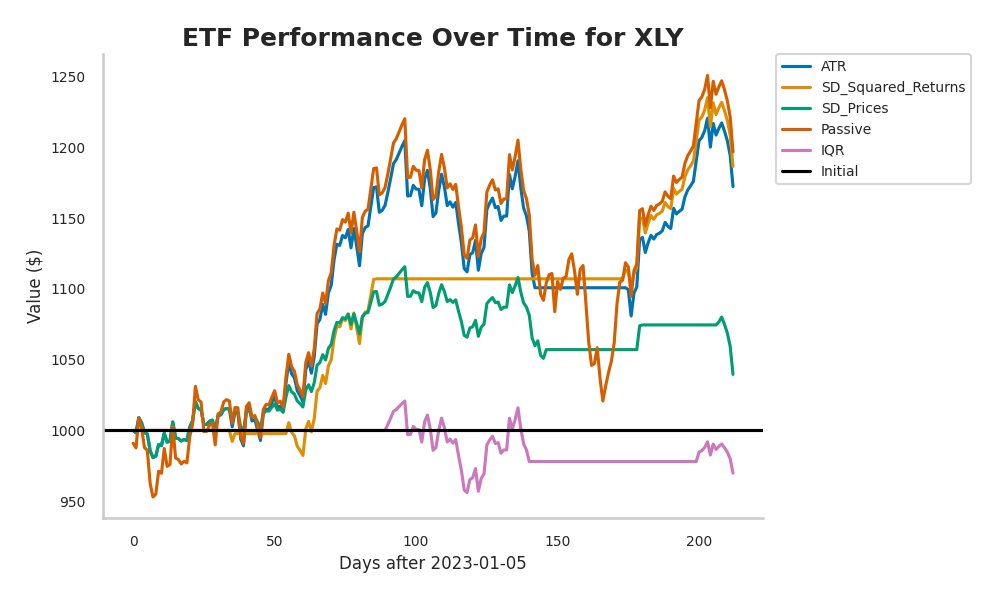 ETF Performance Over Time for XLY
1250
1200
1150
1100
1050
1000
950
Value ($)
0 50 100 150 200
Days after 2023-01-05
ATR
SD_Squared_Returns
SD_Prices
Passive
IQR
Initial